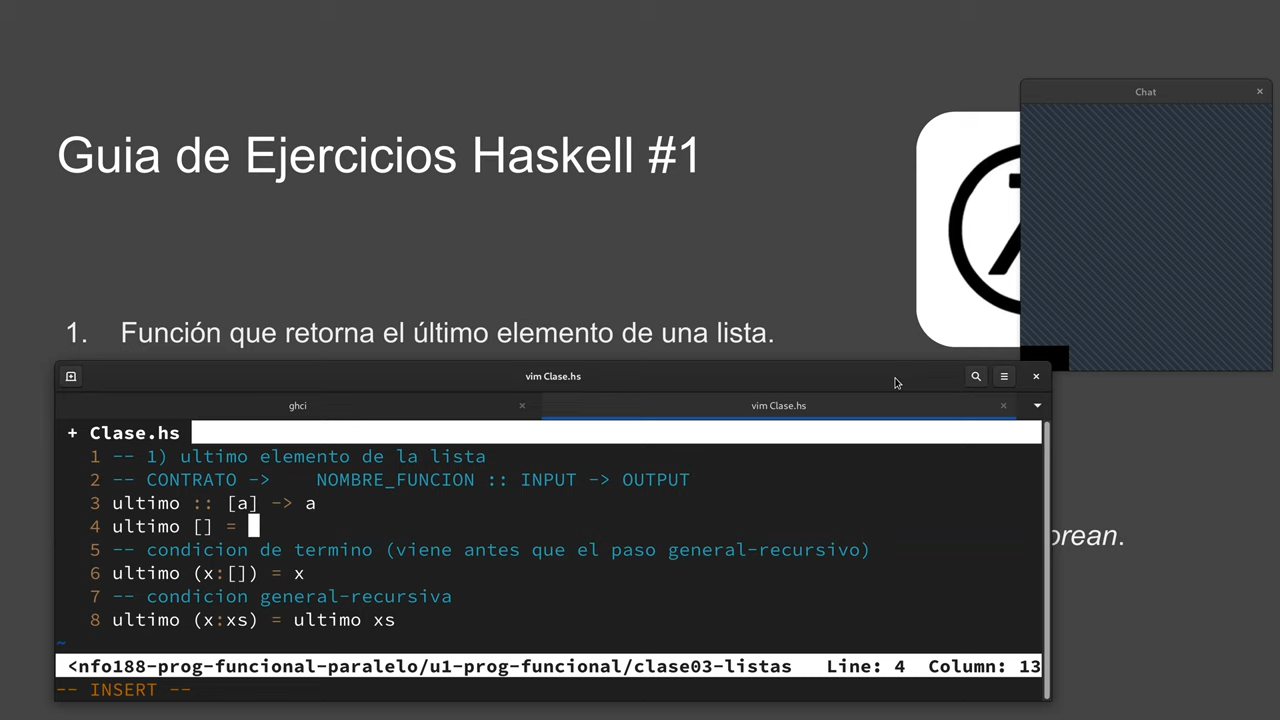 Guia de Ejercicios Haskell #1
Chat
1. Función que retorna el último elemento de una lista.
vim Clase.hs
ghci
vim Clase.hs
+ Clase.hs
1 -- 1) ultimo elemento de la lista
2 -- CONTRATO ->    NOMBRE_FUNCION :: INPUT -> OUTPUT
3 ultimo :: [a] -> a
4 ultimo [] =
5 -- condicion de termino (viene antes que el paso general-recursivo)
6 ultimo (x:[]) = x
7 -- condicion general-recursiva
8 ultimo (x:xs) = ultimo xs
~
<nfo188-prog-funcional-paralelo/u1-prog-funcional/clase03-listas   Line: 4  Column: 13
-- INSERT --